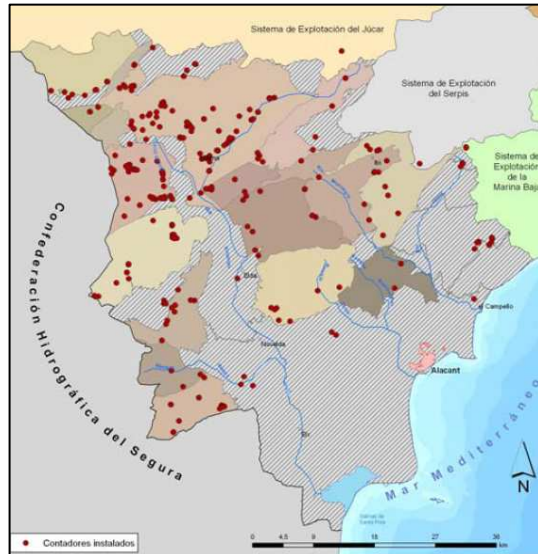 Sistema de Explotación del Júcar
Sistema de Explotación
del Serpis
Sistema de
Explotación
de la
Marina Baja
Confederación Hidrográfica del Segura
Elda
Novelda
Campello
Alacant
Mar Mediterráneo
N
Contadores instalados
0 4,5 9 18 27 36
km